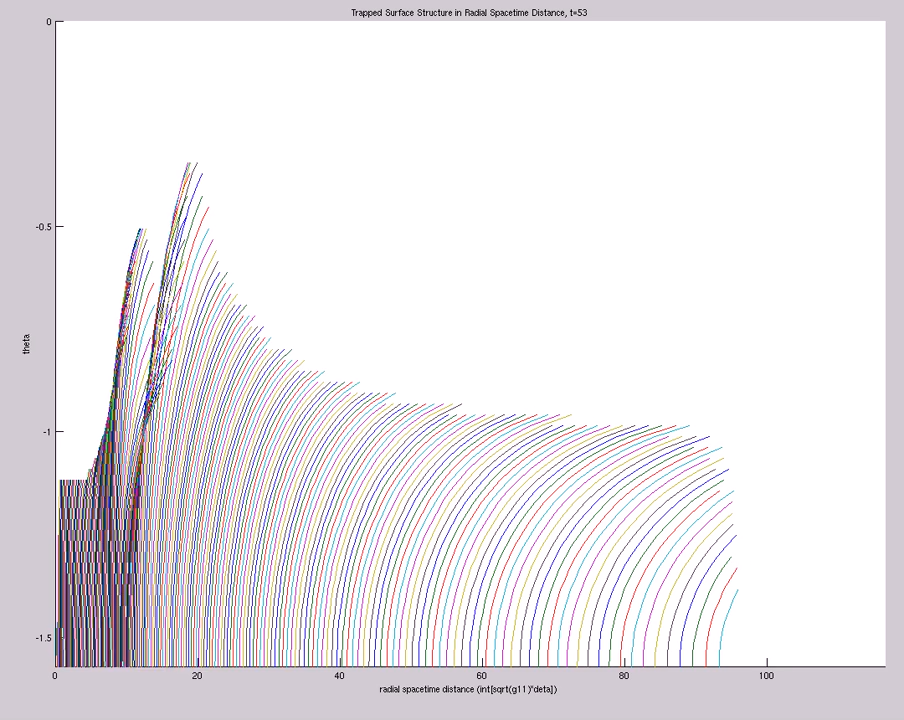 Trapped Surface Structure in Radial Spacetime Distance, t=53
0
-0.5
theta
-1
-1.5
0 20 40 60 80 100
radial spacetime distance (int[sqrt(g11)*deta])